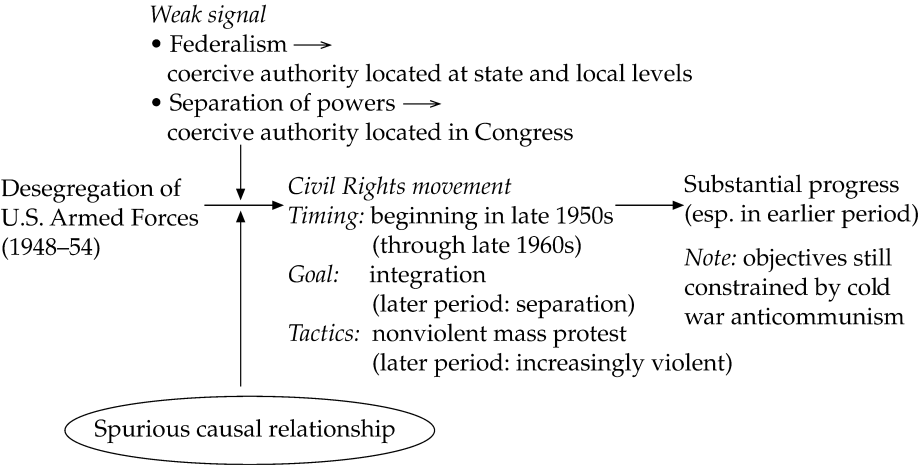 Weak signal
• Federalism →
coercive authority located at state and local levels
• Separation of powers →
coercive authority located in Congress
Desegregation of
U.S. Armed Forces
(1948–54)
Civil Rights movement
Timing: beginning in late 1950s
(through late 1960s)
Goal: integration
(later period: separation)
Tactics: nonviolent mass protest
(later period: increasingly violent)
Substantial progress
(esp. in earlier period)
Note: objectives still
constrained by cold
war anticommunism
Spurious causal relationship